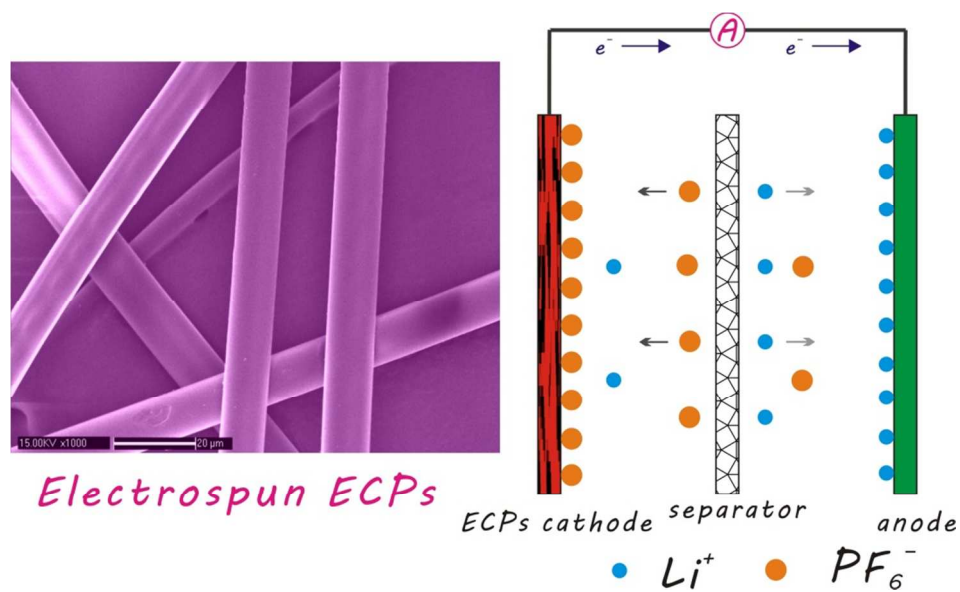 A
e⁻ e⁻
15.00KV x1000 20 μm
Electrospun ECPs
ECPs cathode separator anode
Li⁺ PF₆⁻